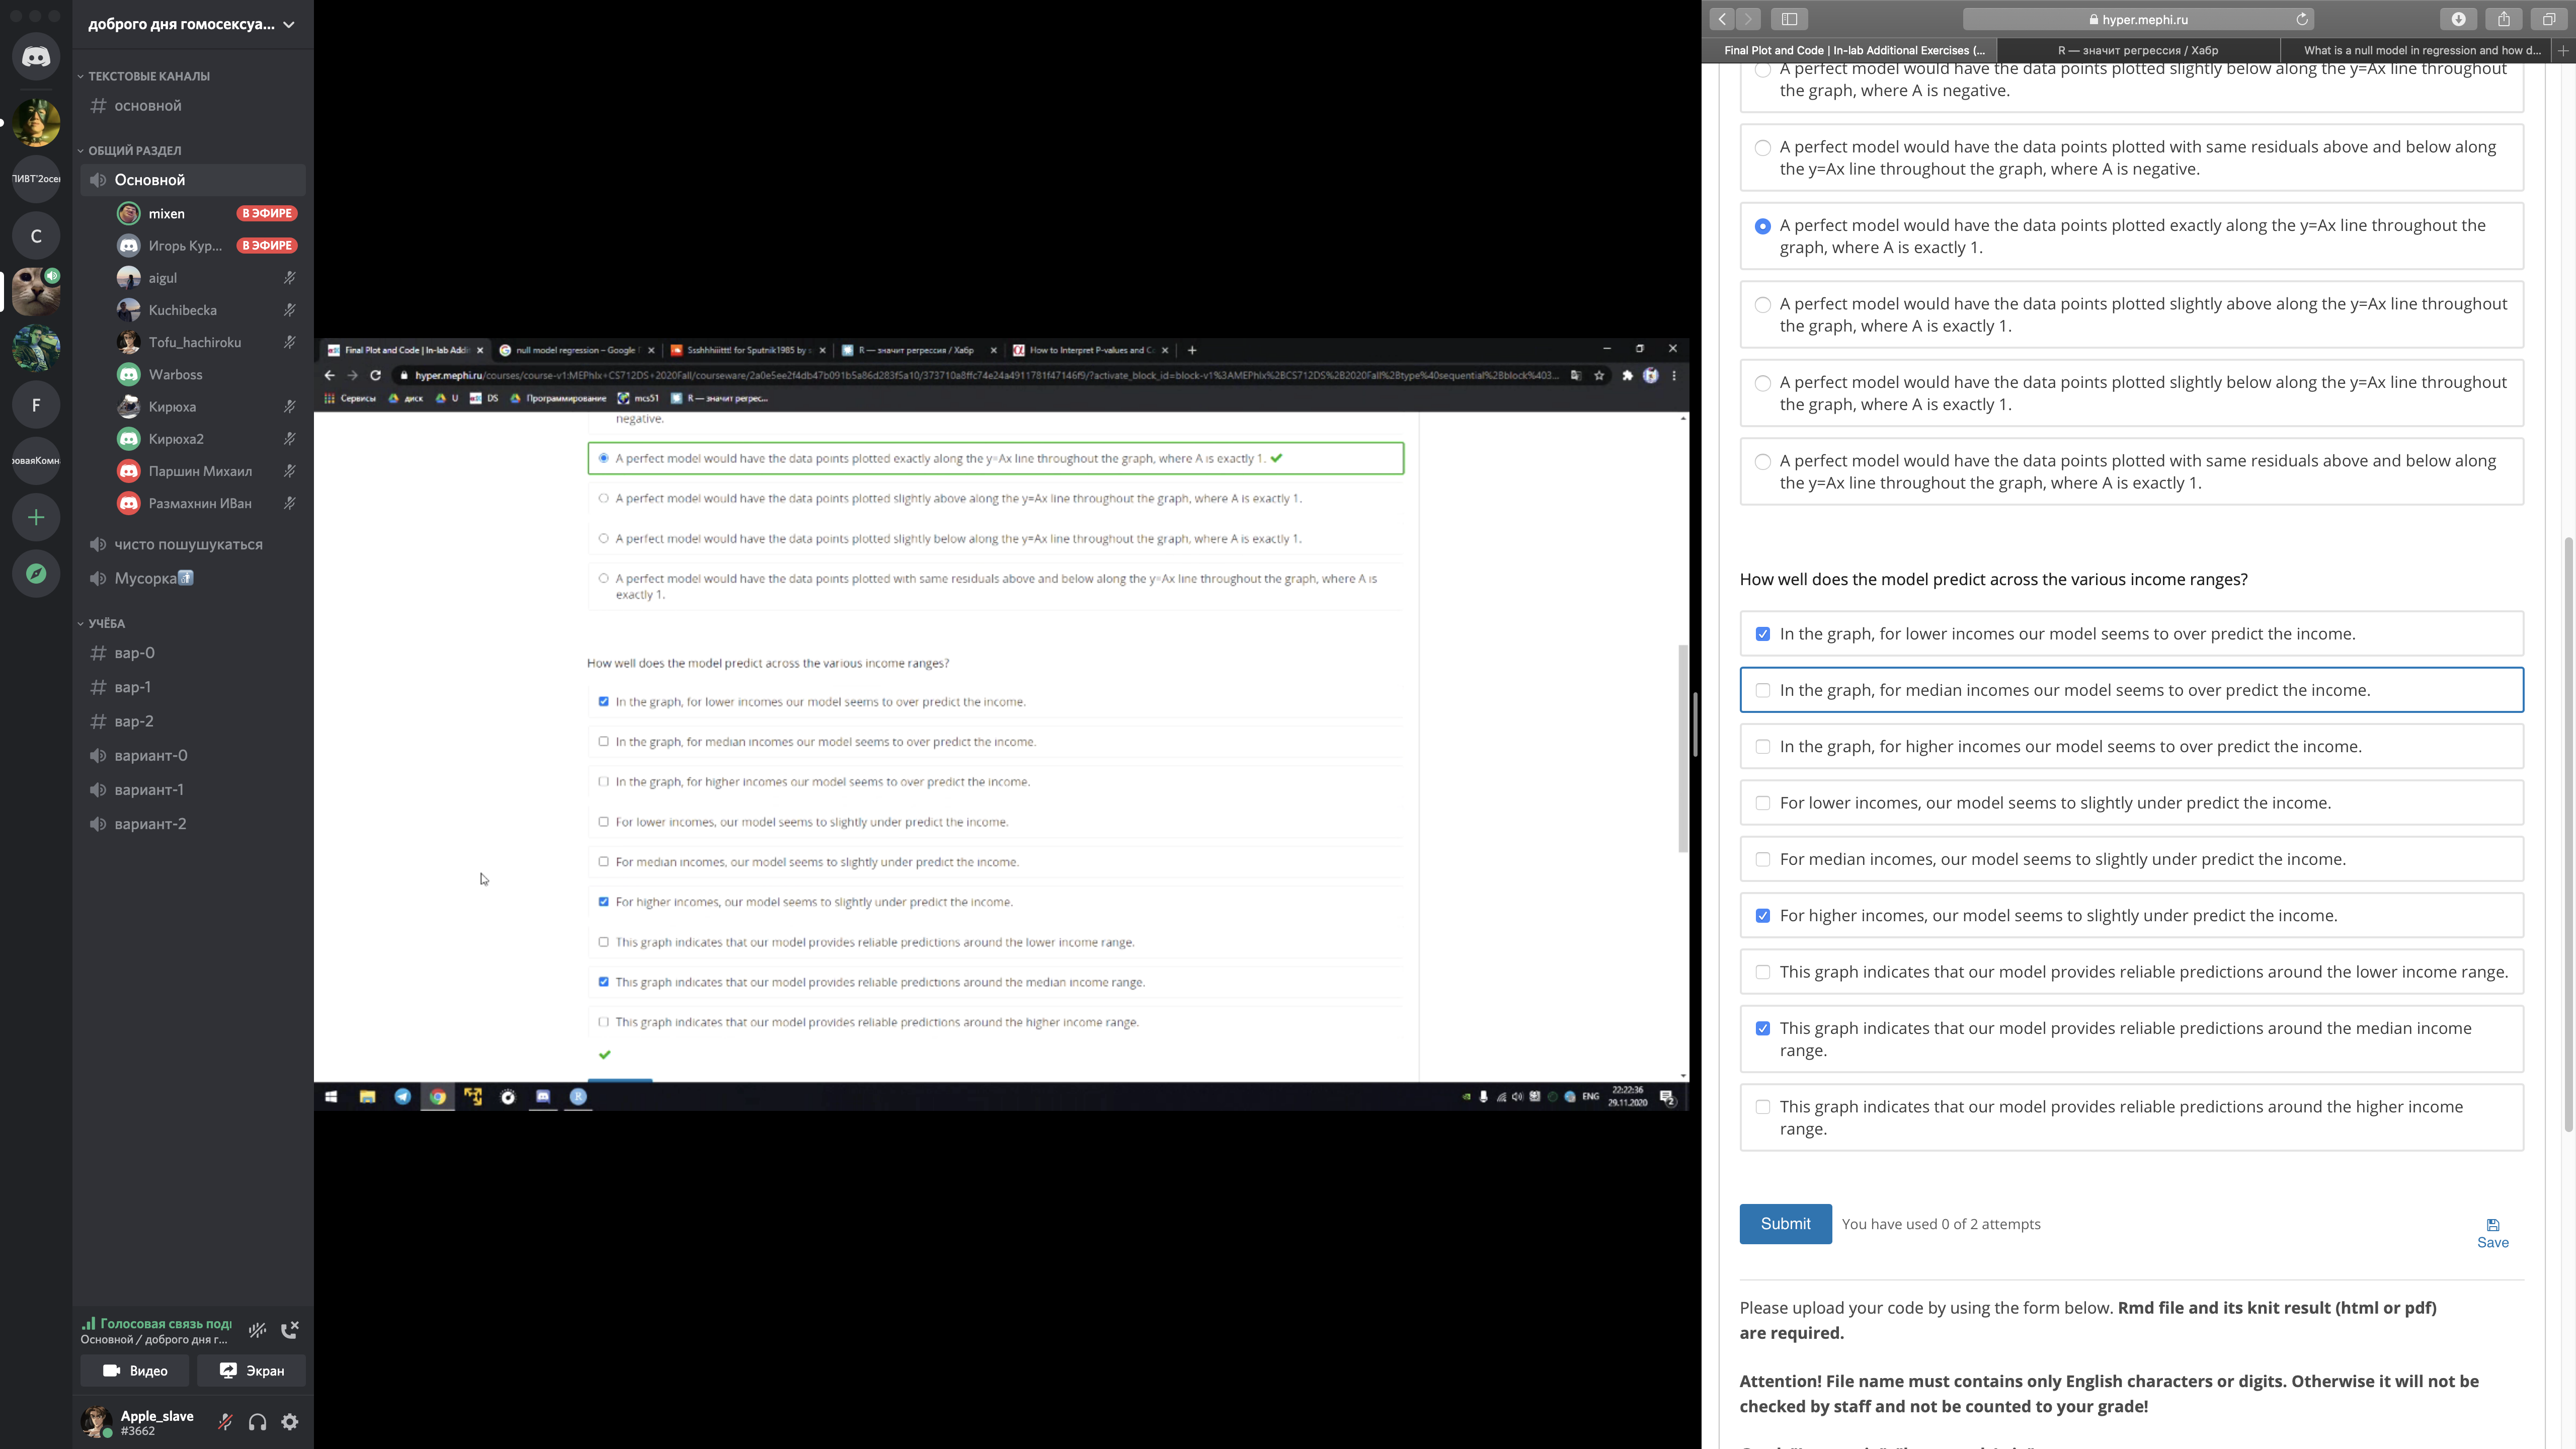 доброго дня гомосексуа...
ТЕКСТОВЫЕ КАНАЛЫ
основной
ОБЩИЙ РАЗДЕЛ
Основной
mixen В ЭФИРЕ
Игорь Кур... В ЭФИРЕ
aigul
Kuchibecka
Tofu_hachiroku
Warboss
Кирюха
Кирюха2
Паршин Михаил
Размахнин ИВан
чисто пошушукаться
Мусорка
УЧЁБА
вар-0
вар-1
вар-2
вариант-0
вариант-1
вариант-2
C
F
Основной / доброго дня г...
Видео
Экран
Apple_slave
#3662
Final Plot and Code | In-lab Addi
null model regression – Google
Ssshhhiiittt! for Sputnik1985 by
R — значит регрессия / Хабр
How to Interpret P-values and C
Сервисы диск U DS Программирование mcs51 R — значит регрес...
negative.
A perfect model would have the data points plotted exactly along the y=Ax line throughout the graph, where A is exactly 1.
A perfect model would have the data points plotted slightly above along the y=Ax line throughout the graph, where A is exactly 1.
A perfect model would have the data points plotted slightly below along the y=Ax line throughout the graph, where A is exactly 1.
A perfect model would have the data points plotted with same residuals above and below along the y=Ax line throughout the graph, where A is
exactly 1.
How well does the model predict across the various income ranges?
In the graph, for lower incomes our model seems to over predict the income.
In the graph, for median incomes our model seems to over predict the income.
In the graph, for higher incomes our model seems to over predict the income.
For lower incomes, our model seems to slightly under predict the income.
For median incomes, our model seems to slightly under predict the income.
For higher incomes, our model seems to slightly under predict the income.
This graph indicates that our model provides reliable predictions around the lower income range.
This graph indicates that our model provides reliable predictions around the median income range.
This graph indicates that our model provides reliable predictions around the higher income range.
ENG
22:22:36
29.11.2020
2
hyper.mephi.ru
Final Plot and Code | In-lab Additional Exercises (...
R — значит регрессия / Хабр
What is a null model in regression and how d...
A perfect model would have the data points plotted slightly below along the y=Ax line throughout
the graph, where A is negative.
A perfect model would have the data points plotted with same residuals above and below along
the y=Ax line throughout the graph, where A is negative.
A perfect model would have the data points plotted exactly along the y=Ax line throughout the
graph, where A is exactly 1.
A perfect model would have the data points plotted slightly above along the y=Ax line throughout
the graph, where A is exactly 1.
A perfect model would have the data points plotted slightly below along the y=Ax line throughout
the graph, where A is exactly 1.
A perfect model would have the data points plotted with same residuals above and below along
the y=Ax line throughout the graph, where A is exactly 1.
How well does the model predict across the various income ranges?
In the graph, for lower incomes our model seems to over predict the income.
In the graph, for median incomes our model seems to over predict the income.
In the graph, for higher incomes our model seems to over predict the income.
For lower incomes, our model seems to slightly under predict the income.
For median incomes, our model seems to slightly under predict the income.
For higher incomes, our model seems to slightly under predict the income.
This graph indicates that our model provides reliable predictions around the lower income range.
This graph indicates that our model provides reliable predictions around the median income
range.
This graph indicates that our model provides reliable predictions around the higher income
range.
Submit
You have used 0 of 2 attempts
Save
Please upload your code by using the form below. Rmd file and its knit result (html or pdf)
are required.
Attention! File name must contains only English characters or digits. Otherwise it will not be
checked by staff and not be counted to your grade!